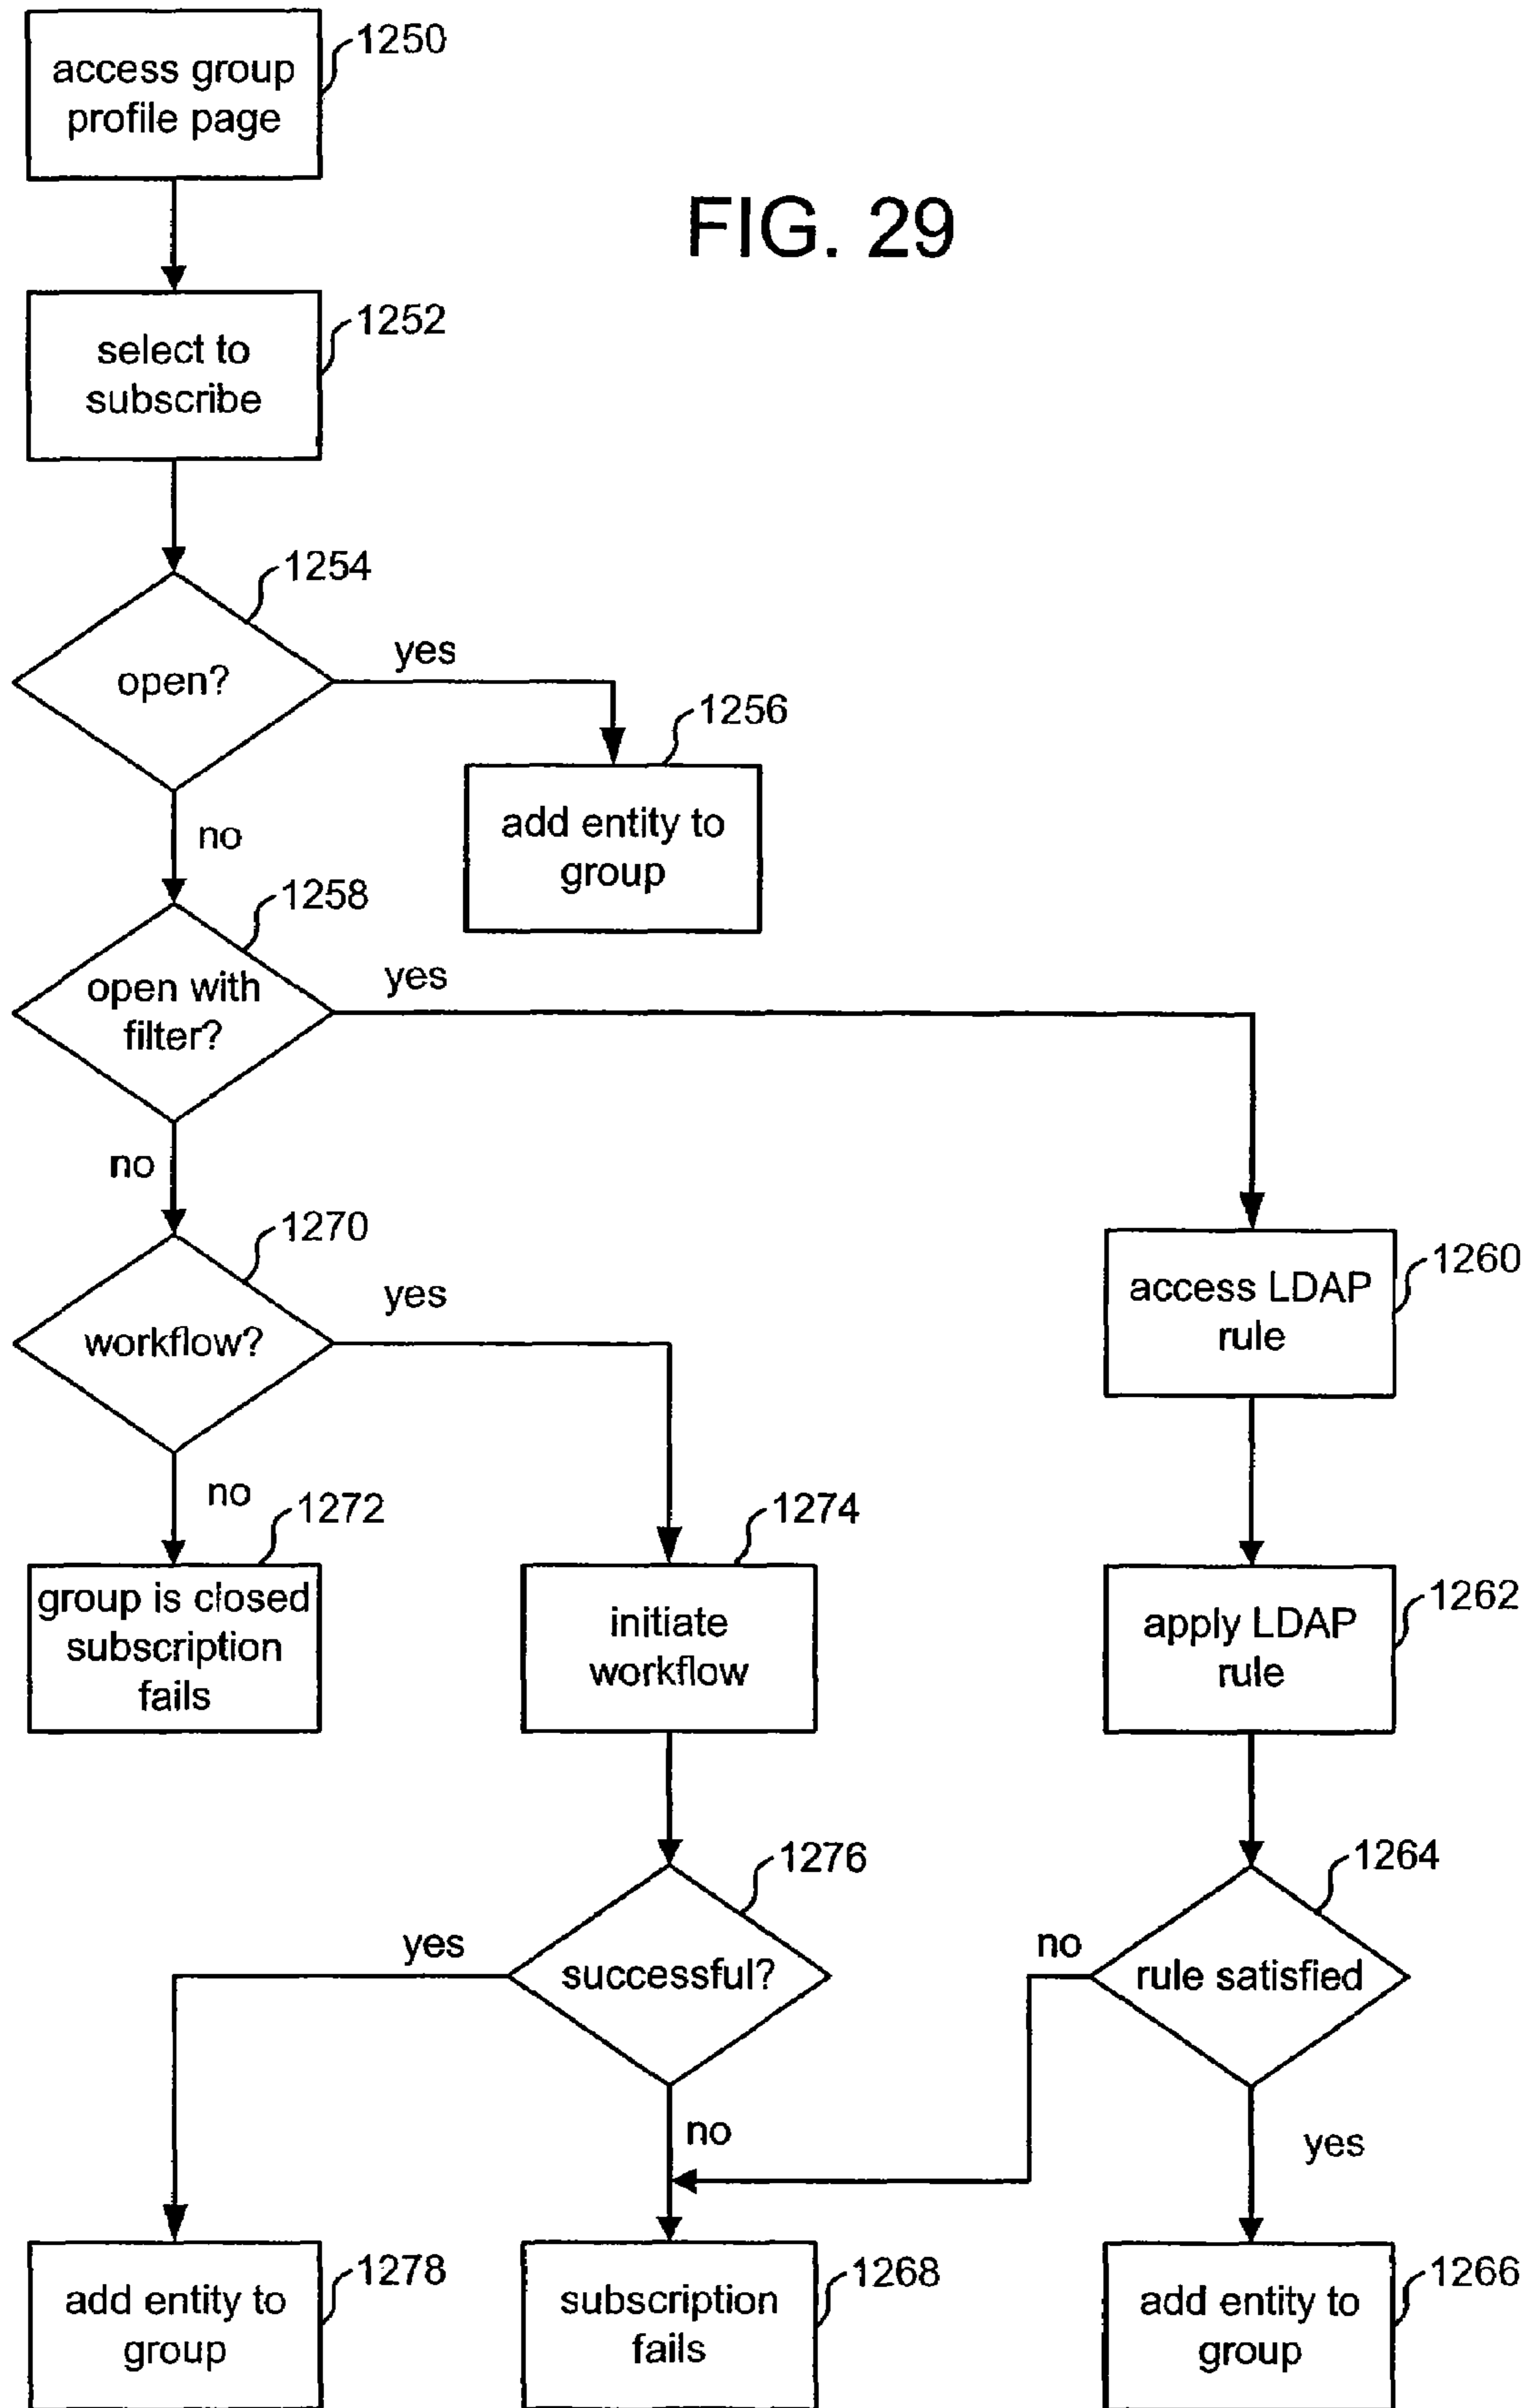 1250
access group
profile page
FIG. 29
1252
select to
subscribe
1254
open?
yes
1256
add entity to
group
no
1258
open with
filter?
yes
no
1270
workflow?
yes
1260
access LDAP
rule
no
1272
group is closed
subscription
fails
1274
initiate
workflow
1262
apply LDAP
rule
1276
successful?
yes
no
1264
rule satisfied
no
yes
1278
add entity to
group
1268
subscription
fails
1266
add entity to
group